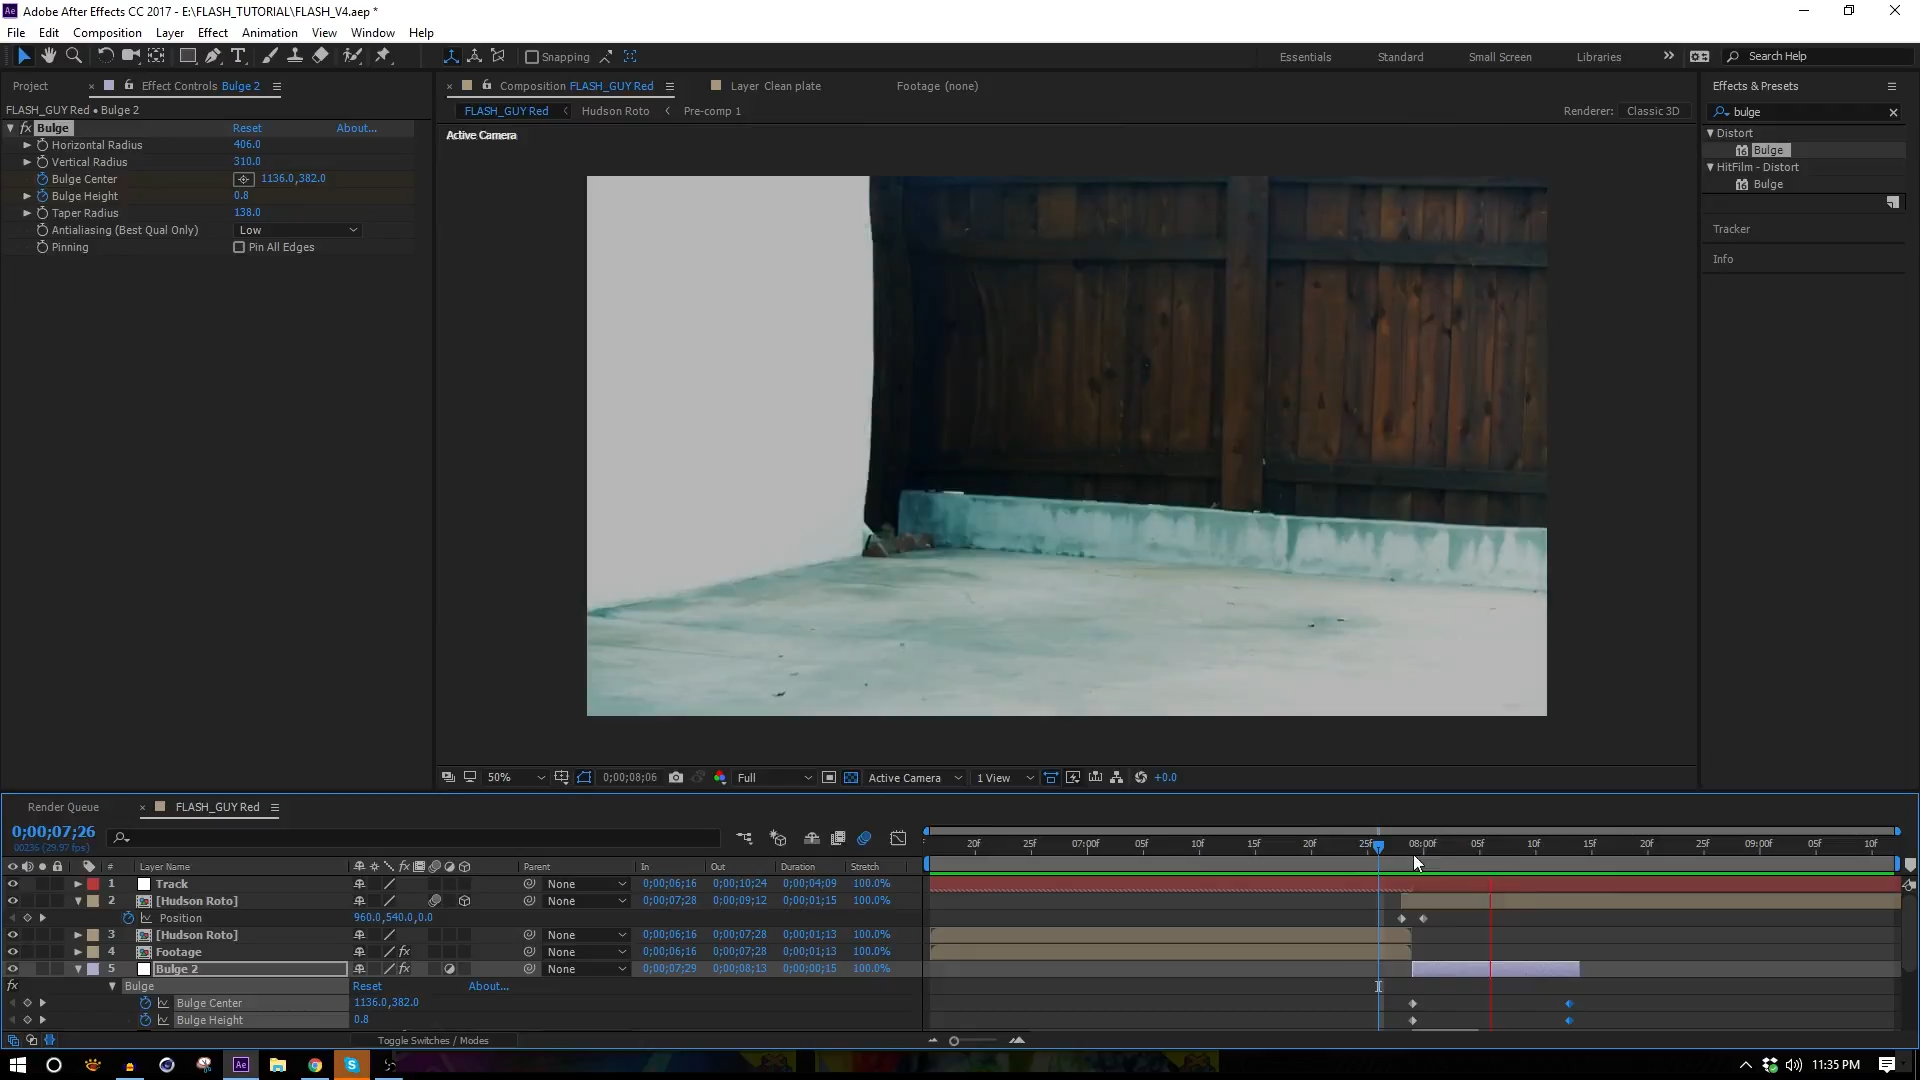 Adobe After Effects CC 2017 - E:\FLASH_TUTORIAL\FLASH_V4.aep *
File Edit Composition Layer Effect Animation View Window Help
Snapping
Essentials Standard Small Screen Libraries Search Help
Project Effect Controls Bulge 2
Composition FLASH_GUY Red Layer Clean plate Footage (none)
Effects & Presets
FLASH_GUY Red • Bulge 2
FLASH_GUY Red Hudson Roto Pre-comp 1 Renderer: Classic 3D
bulge
fx Bulge Reset About...
Active Camera
Distort
Horizontal Radius 406.0
Bulge
Vertical Radius 310.0
HitFilm - Distort
Bulge Center 1136.0,382.0
Bulge
Bulge Height 0.8
Taper Radius 138.0
Antialiasing (Best Qual Only) Low
Tracker
Pinning Pin All Edges
Info
50% 0;00;08;06 Full Active Camera 1 View +0.0
Render Queue FLASH_GUY Red
0;00;07;26
00236 (29.97 fps)
20f 25f 07:00f 05f 10f 15f 20f 25f 08:00f 05f 10f 15f 20f 25f 09:00f 05f 10f
# Layer Name Parent In Out Duration Stretch
1 Track None 0;00;06;16 0;00;10;24 0;00;04;09 100.0%
2 [Hudson Roto] None 0;00;07;28 0;00;09;12 0;00;01;15 100.0%
Position 960.0,540.0,0.0
3 [Hudson Roto] None 0;00;06;16 0;00;07;28 0;00;01;13 100.0%
4 Footage fx None 0;00;06;16 0;00;07;28 0;00;01;13 100.0%
5 Bulge 2 fx None 0;00;07;29 0;00;08;13 0;00;00;15 100.0%
fx Bulge Reset About...
Bulge Center 1136.0,382.0
Bulge Height 0.8
Toggle Switches / Modes
11:35 PM